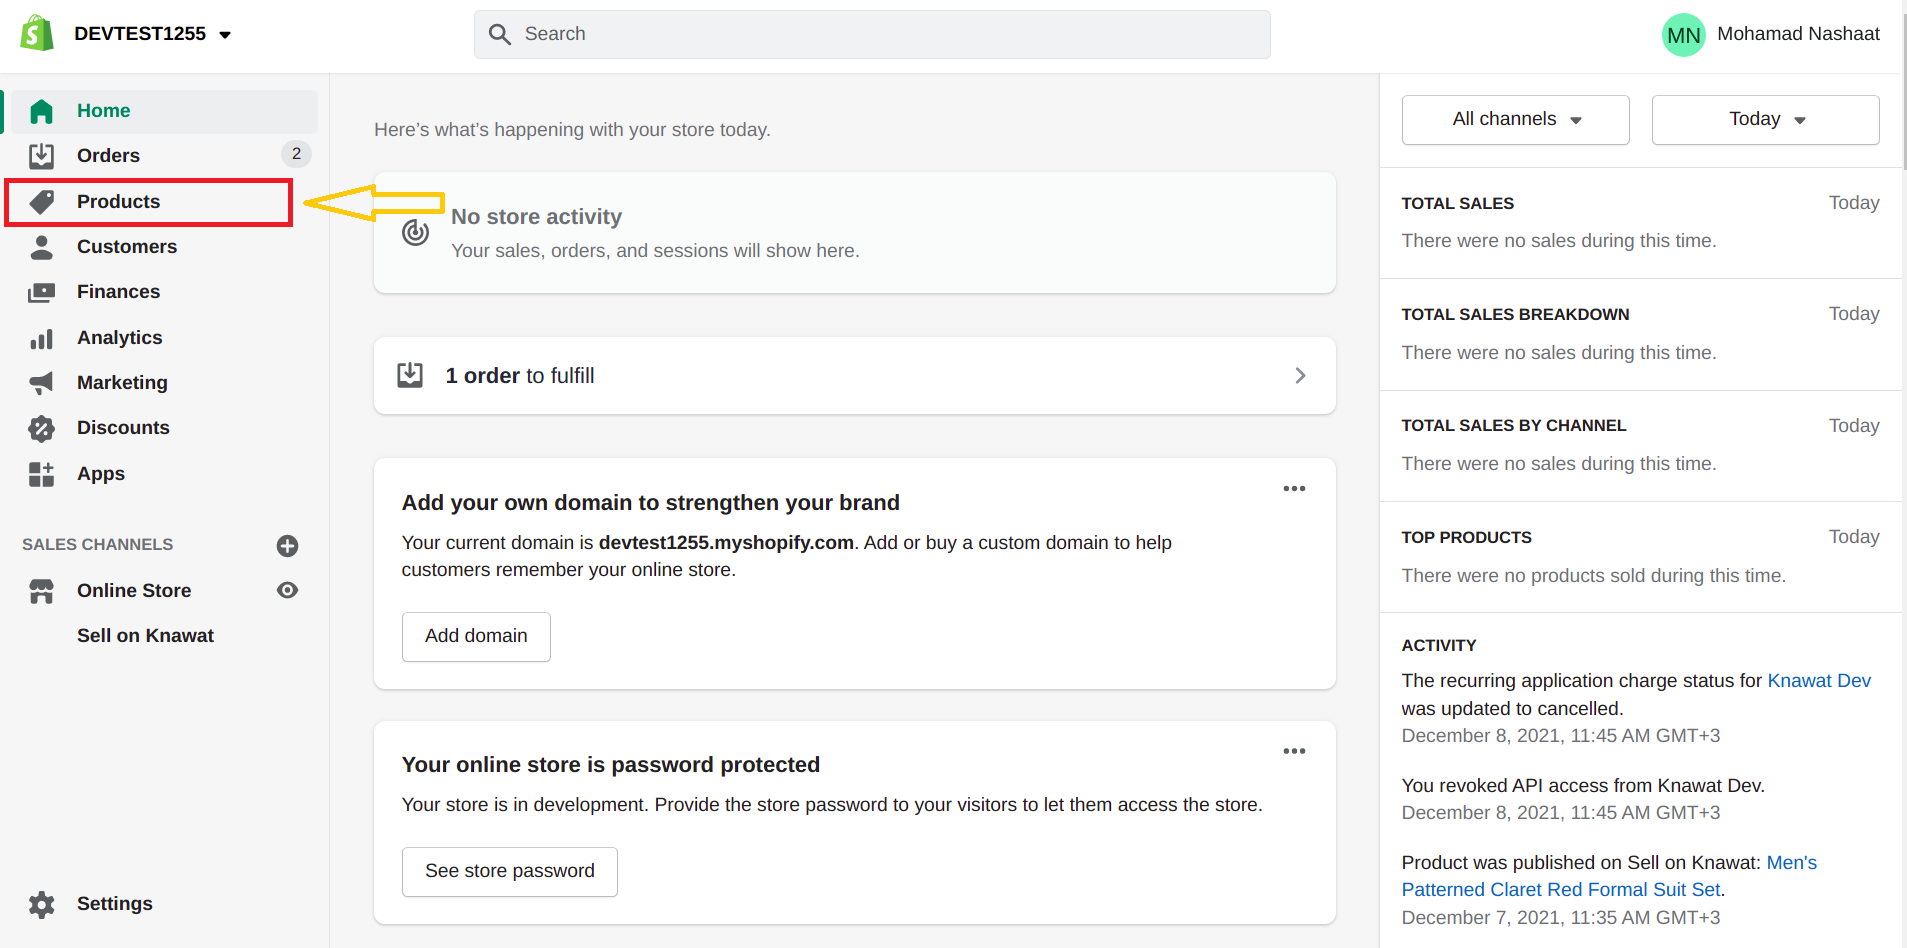 DEVTEST1255
Search
MN Mohamad Nashaat
Home
Orders 2
Products
Customers
Finances
Analytics
Marketing
Discounts
Apps
SALES CHANNELS
Online Store
Sell on Knawat
Settings
Here’s what’s happening with your store today.
No store activity
Your sales, orders, and sessions will show here.
1 order to fulfill
Add your own domain to strengthen your brand
Your current domain is devtest1255.myshopify.com. Add or buy a custom domain to help
customers remember your online store.
Add domain
Your online store is password protected
Your store is in development. Provide the store password to your visitors to let them access the store.
See store password
All channels Today
TOTAL SALES Today
There were no sales during this time.
TOTAL SALES BREAKDOWN Today
There were no sales during this time.
TOTAL SALES BY CHANNEL Today
There were no sales during this time.
TOP PRODUCTS Today
There were no products sold during this time.
ACTIVITY
The recurring application charge status for Knawat Dev
was updated to cancelled.
December 8, 2021, 11:45 AM GMT+3
You revoked API access from Knawat Dev.
December 8, 2021, 11:45 AM GMT+3
Product was published on Sell on Knawat: Men's
Patterned Claret Red Formal Suit Set.
December 7, 2021, 11:35 AM GMT+3